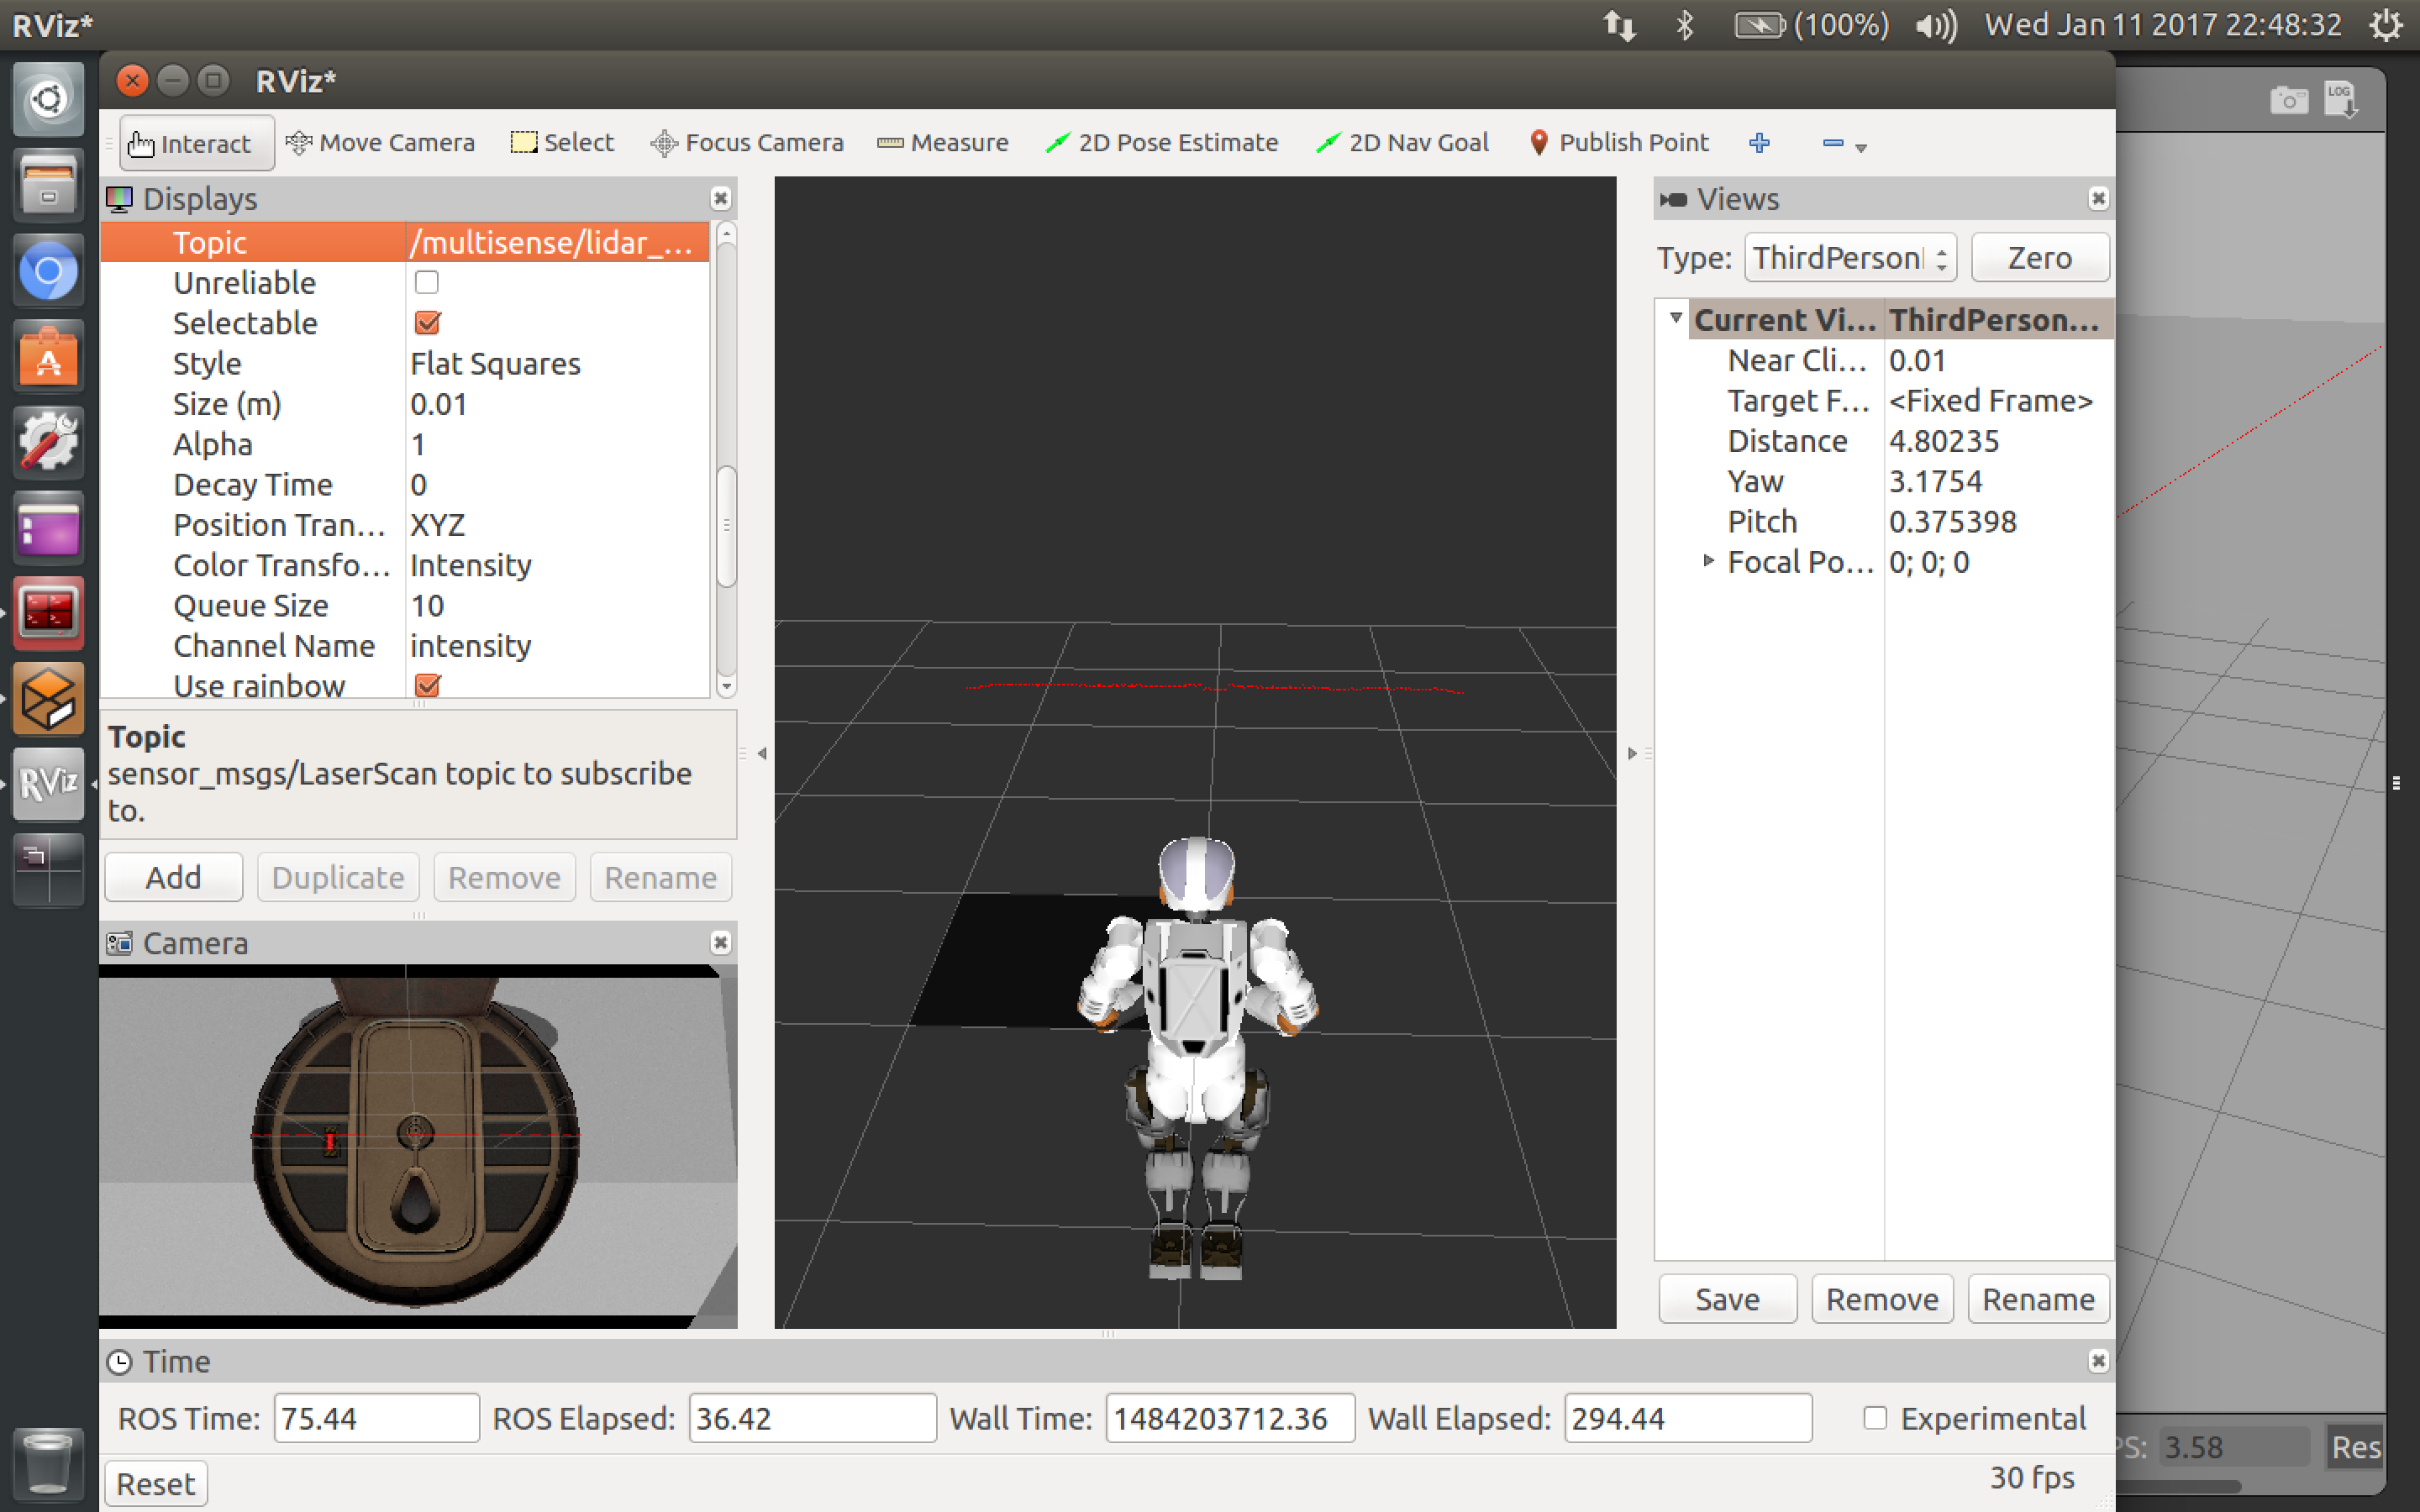 RViz*
(100%)
Wed Jan 11 2017 22:48:32
RViz*
LOG
Interact
Move Camera
Select
Focus Camera
Measure
2D Pose Estimate
2D Nav Goal
Publish Point
Displays
Topic /multisense/lidar_...
Unreliable
Selectable
Style Flat Squares
Size (m) 0.01
Alpha 1
Decay Time 0
Position Tran... XYZ
Color Transfo... Intensity
Queue Size 10
Channel Name intensity
Use rainbow
Topic
sensor_msgs/LaserScan topic to subscribe
to.
Add Duplicate Remove Rename
Camera
Views
Type: ThirdPerson Zero
Current Vi... ThirdPerson...
Near Cli... 0.01
Target F... <Fixed Frame>
Distance 4.80235
Yaw 3.1754
Pitch 0.375398
Focal Po... 0; 0; 0
Save Remove Rename
RViz
Time
ROS Time: 75.44 ROS Elapsed: 36.42 Wall Time: 1484203712.36 Wall Elapsed: 294.44 Experimental
Reset
30 fps
PS: 3.58 Res